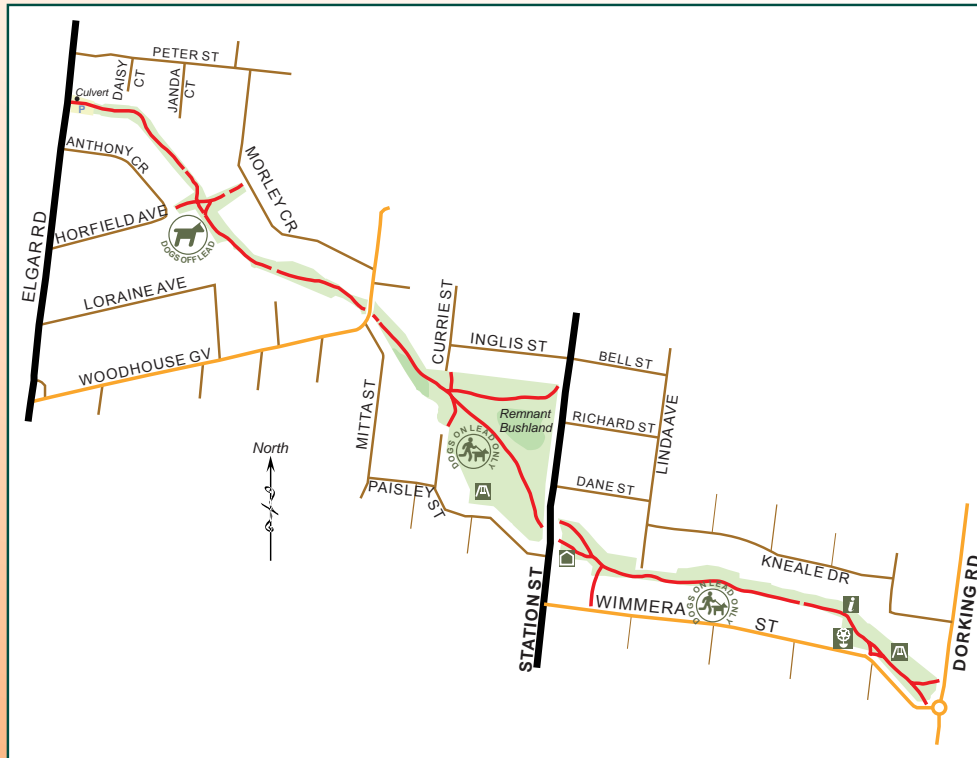 PETER ST
DAISY
CT
JANDA
CT
Culvert
P
ANTHONY CR
MORLEY CR
HORFIELD AVE
DOGS OFF LEAD
ELGAR RD
LORAINE AVE
WOODHOUSE GV
CURRIE ST
INGLIS ST
BELL ST
MITTA ST
Remnant
Bushland
RICHARD ST
LINDA AVE
DOGS ON LEAD ONLY
North
PAISLEY
ST
DANE ST
STATION ST
KNEALE DR
DORKING RD
WIMMERA
ST
DOGS ON LEAD ONLY
i